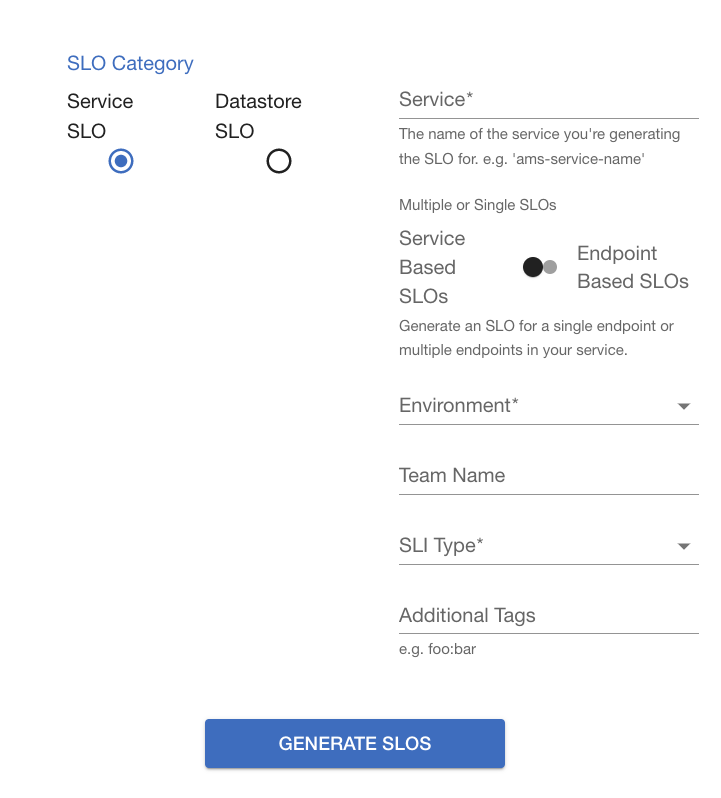 SLO Category
Service
SLO
Datastore
SLO
Service*
The name of the service you're generating
the SLO for. e.g. 'ams-service-name'
Multiple or Single SLOs
Service
Based
SLOs
Endpoint
Based SLOs
Generate an SLO for a single endpoint or
multiple endpoints in your service.
Environment*
Team Name
SLI Type*
Additional Tags
e.g. foo:bar
GENERATE SLOS